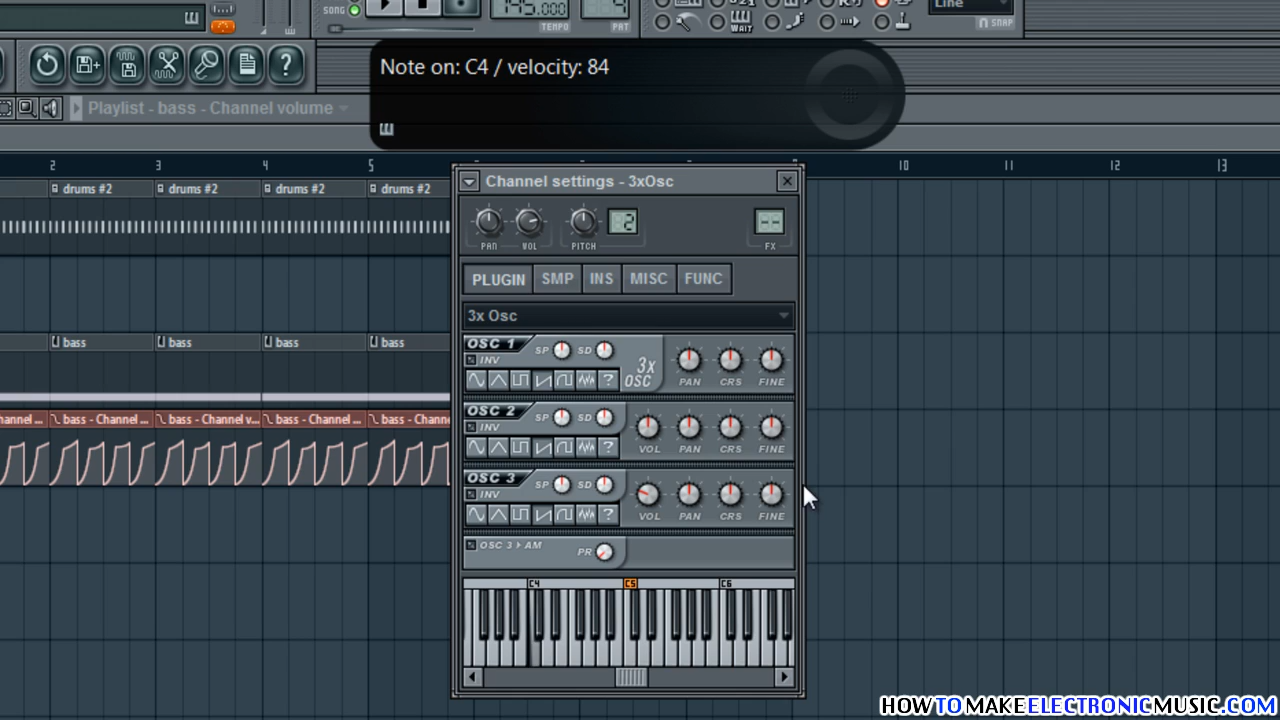 SONG
145.000
TEMPO
4
PAT
WAIT
Line
SNAP
?
Note on: C4 / velocity: 84
Playlist - bass - Channel volume
2 3 4 5 10 11 12 13
drums #2 drums #2 drums #2 drums #2
bass bass bass bass
hannel ... bass - Channel ... bass - Channel v... bass - Channel ... bass - Chann
Channel settings - 3xOsc
2 --
PAN VOL PITCH FX
PLUGIN SMP INS MISC FUNC
3x Osc
OSC 1 SP SD
INV 3x OSC
? PAN CRS FINE
OSC 2 SP SD
INV
? VOL PAN CRS FINE
OSC 3 SP SD
INV
? VOL PAN CRS FINE
OSC 3 ▸ AM PR
C4 C5 C6
HOWTOMAKEELECTRONICMUSIC.COM